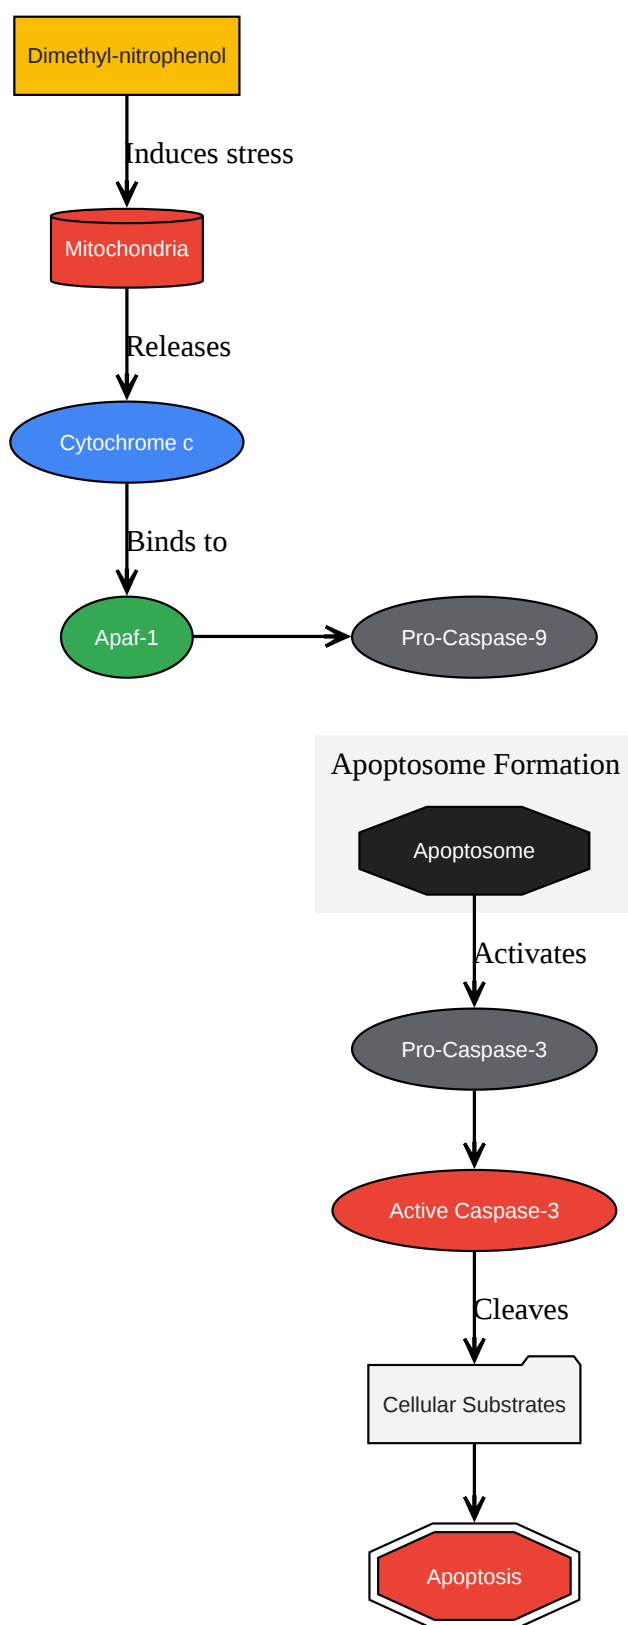 Dimethyl-nitrophenol
Induces stress
Mitochondria
Releases
Cytochrome c
Binds to
Apaf-1
Pro-Caspase-9
Apoptosome Formation
Apoptosome
Activates
Pro-Caspase-3
Active Caspase-3
Cleaves
Cellular Substrates
Apoptosis